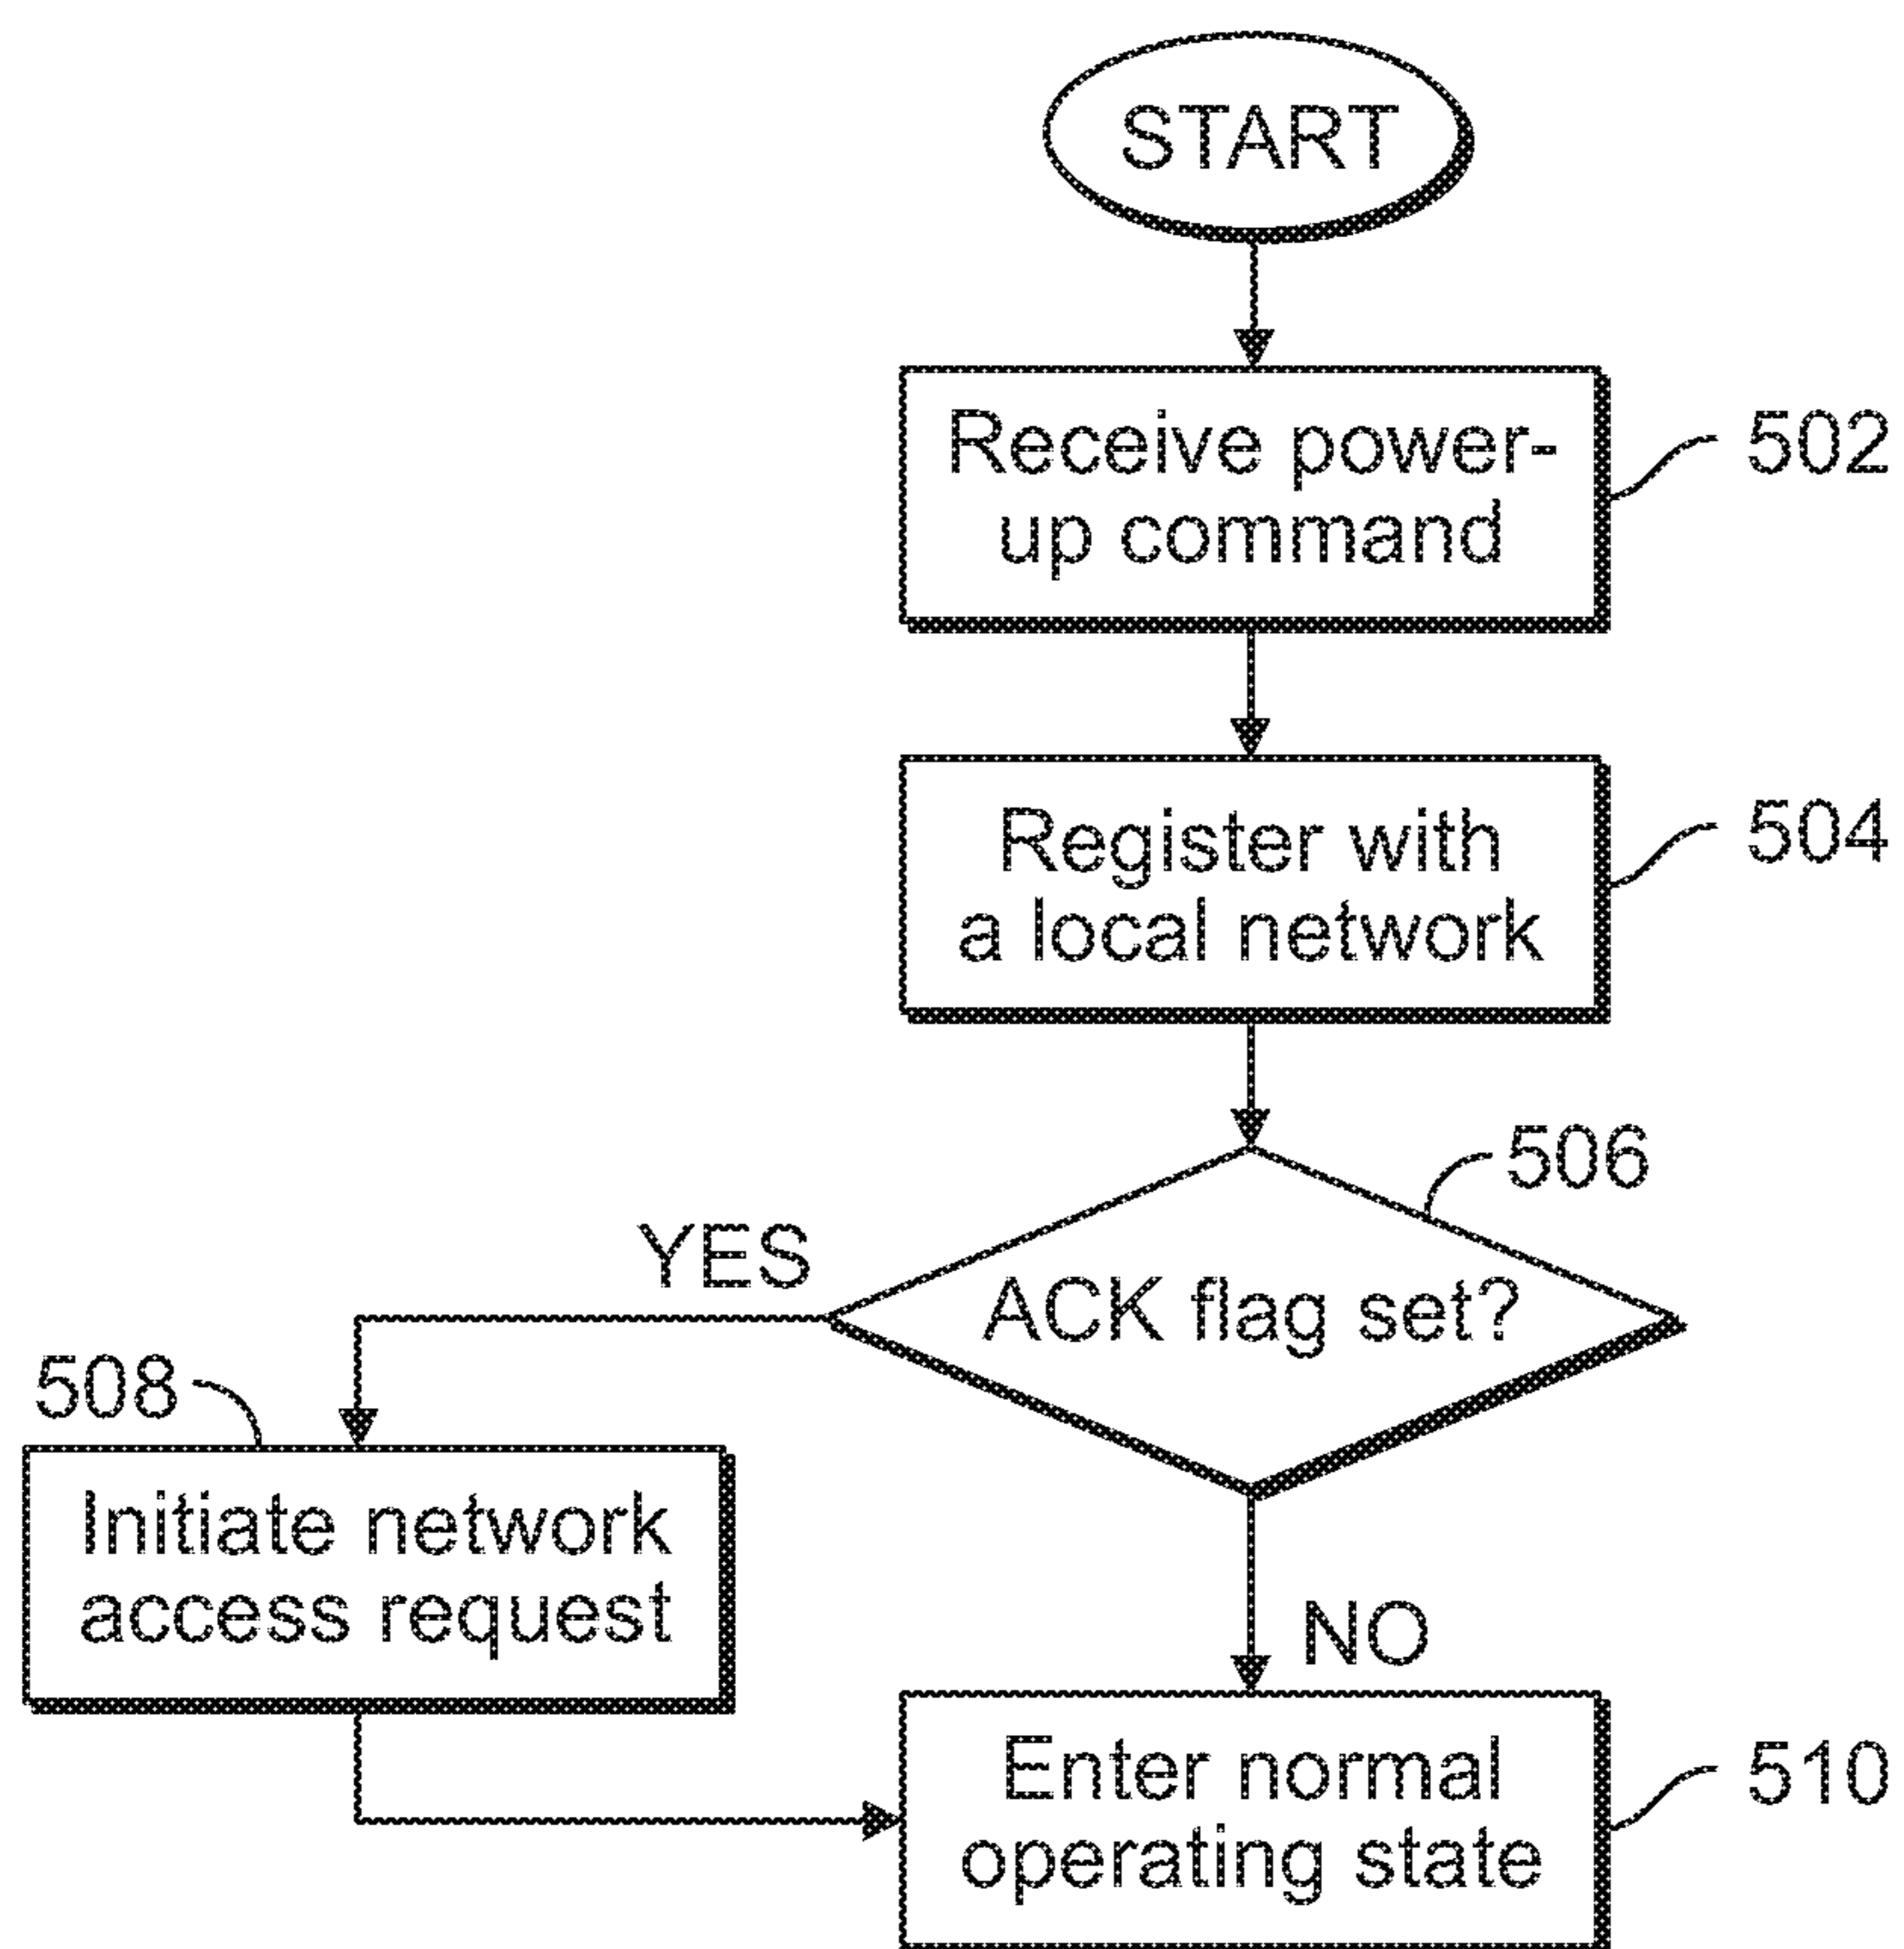 START
Receive power-
up command
502
Register with
a local network
504
506
ACK flag set?
YES
508
Initiate network
access request
NO
Enter normal
operating state
510